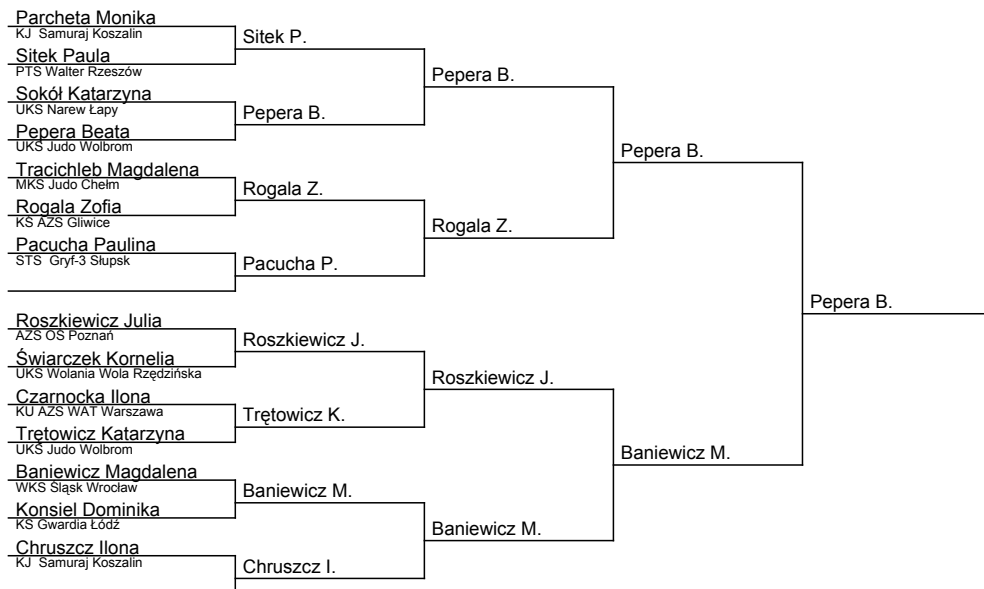 Parcheta Monika
KJ Samuraj Koszalin
Sitek P.
Sitek Paula
PTS Walter Rzeszów
Pepera B.
Sokół Katarzyna
UKS Narew Łapy
Pepera B.
Pepera Beata
UKS Judo Wolbrom
Pepera B.
Tracichleb Magdalena
MKS Judo Chełm
Rogala Z.
Rogala Zofia
KS AZS Gliwice
Rogala Z.
Pacucha Paulina
STS Gryf-3 Słupsk
Pacucha P.
Pepera B.
Roszkiewicz Julia
AZS OŚ Poznań
Roszkiewicz J.
Świarczek Kornelia
UKS Wolania Wola Rzędzińska
Roszkiewicz J.
Czarnocka Ilona
KU AZS WAT Warszawa
Trętowicz K.
Trętowicz Katarzyna
UKS Judo Wolbrom
Baniewicz M.
Baniewicz Magdalena
WKS Śląsk Wrocław
Baniewicz M.
Konsiel Dominika
KS Gwardia Łódź
Baniewicz M.
Chruszcz Ilona
KJ Samuraj Koszalin
Chruszcz I.